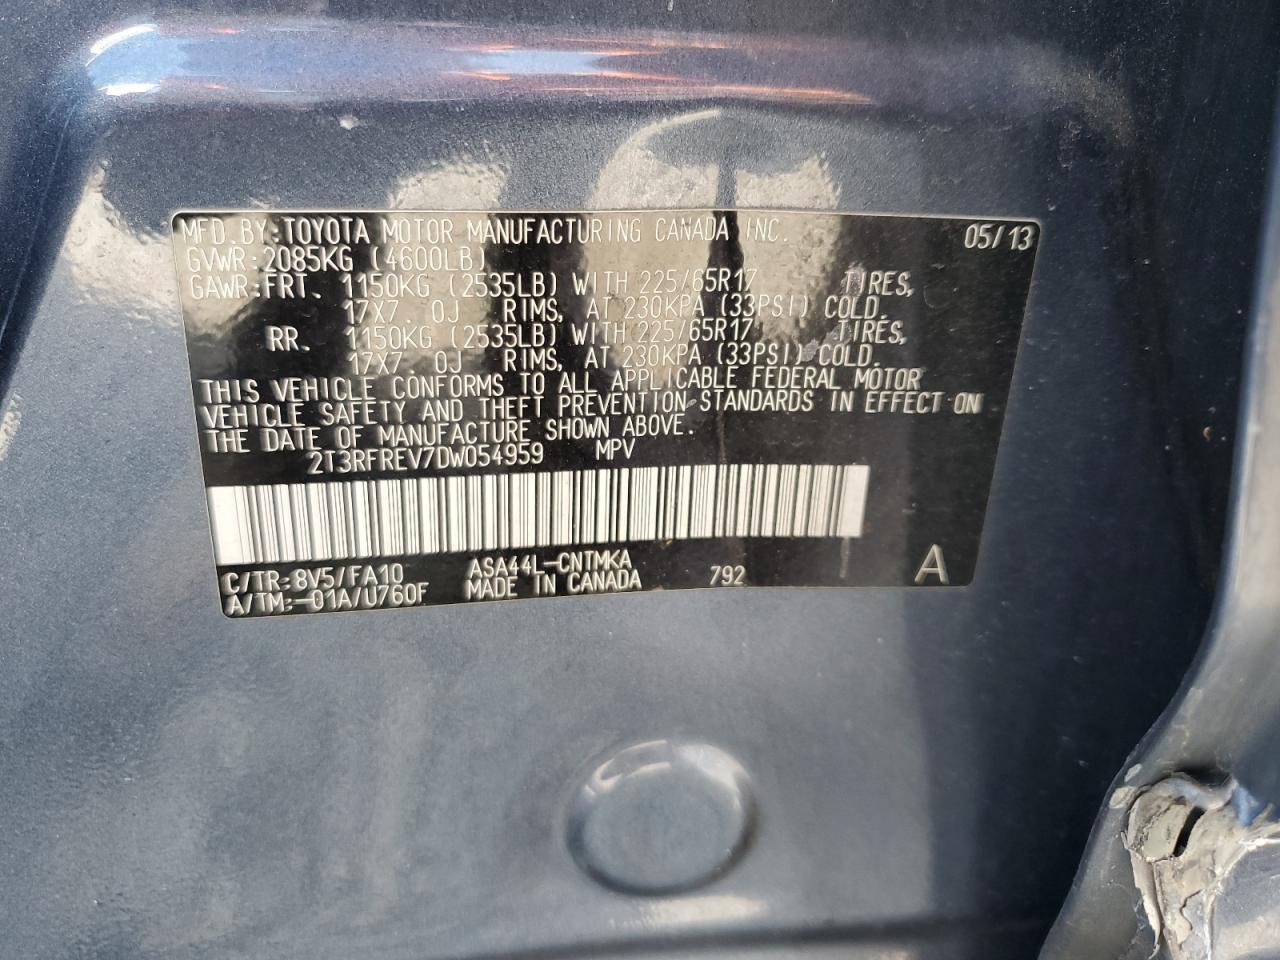 MFD.BY:TOYOTA MOTOR MANUFACTURING CANADA INC. 05/13
GVWR:2085KG (4600LB)
GAWR:FRT. 1150KG (2535LB) WITH 225/65R17 TIRES,
17X7.0J RIMS, AT 230KPA (33PSI) COLD.
RR. 1150KG (2535LB) WITH 225/65R17 TIRES,
17X7.0J RIMS, AT 230KPA (33PSI) COLD.
THIS VEHICLE CONFORMS TO ALL APPLICABLE FEDERAL MOTOR
VEHICLE SAFETY AND THEFT PREVENTION STANDARDS IN EFFECT ON
THE DATE OF MANUFACTURE SHOWN ABOVE.
2T3RFREV7DW054959 MPV
C/TR:8V5/FA10 ASA44L-CNTMKA 792 A
A/TM:-01A/U760F MADE IN CANADA